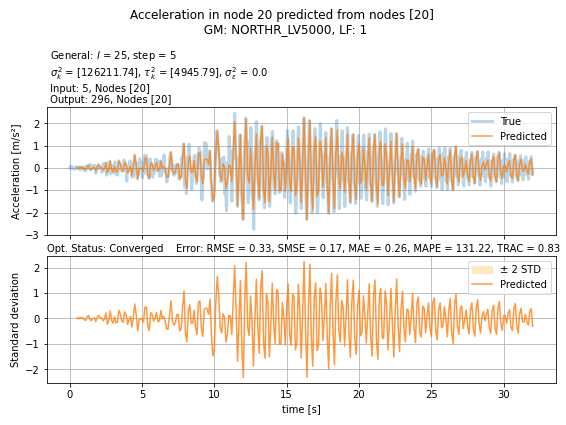 Acceleration in node 20 predicted from nodes [20]
GM: NORTHR_LV5000, LF: 1
General: l = 25, step = 5
σ²ₖ = [126211.74], τ²ₖ = [4945.79], σ²ε = 0.0
Input: 5, Nodes [20]
Output: 296, Nodes [20]
Acceleration [m/s²]
2
1
0
−1
−2
−3
True
Predicted
Opt. Status: Converged    Error: RMSE = 0.33, SMSE = 0.17, MAE = 0.26, MAPE = 131.22, TRAC = 0.83
Standard deviation
2
1
0
−1
−2
± 2 STD
Predicted
0 5 10 15 20 25 30
time [s]